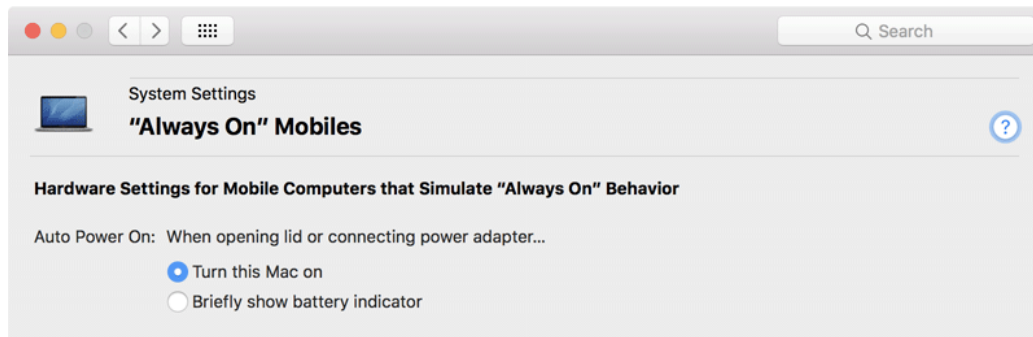 Search
System Settings
“Always On” Mobiles
?
Hardware Settings for Mobile Computers that Simulate “Always On” Behavior
Auto Power On: When opening lid or connecting power adapter...
Turn this Mac on
Briefly show battery indicator